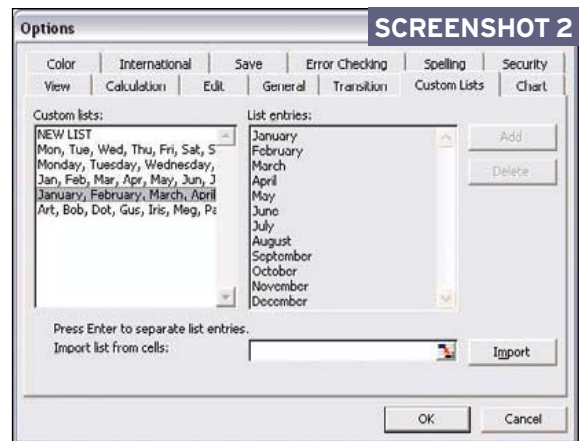 Options
SCREENSHOT 2
Color International Save Error Checking Spelling Security
View Calculation Edit General Transition Custom Lists Chart
Custom lists:
NEW LIST
Mon, Tue, Wed, Thu, Fri, Sat, S
Monday, Tuesday, Wednesday,
Jan, Feb, Mar, Apr, May, Jun, J
January, February, March, April
Art, Bob, Dot, Gus, Iris, Meg, Pa
List entries:
January
February
March
April
May
June
July
August
September
October
November
December
Add
Delete
Press Enter to separate list entries.
Import list from cells:
Import
OK
Cancel